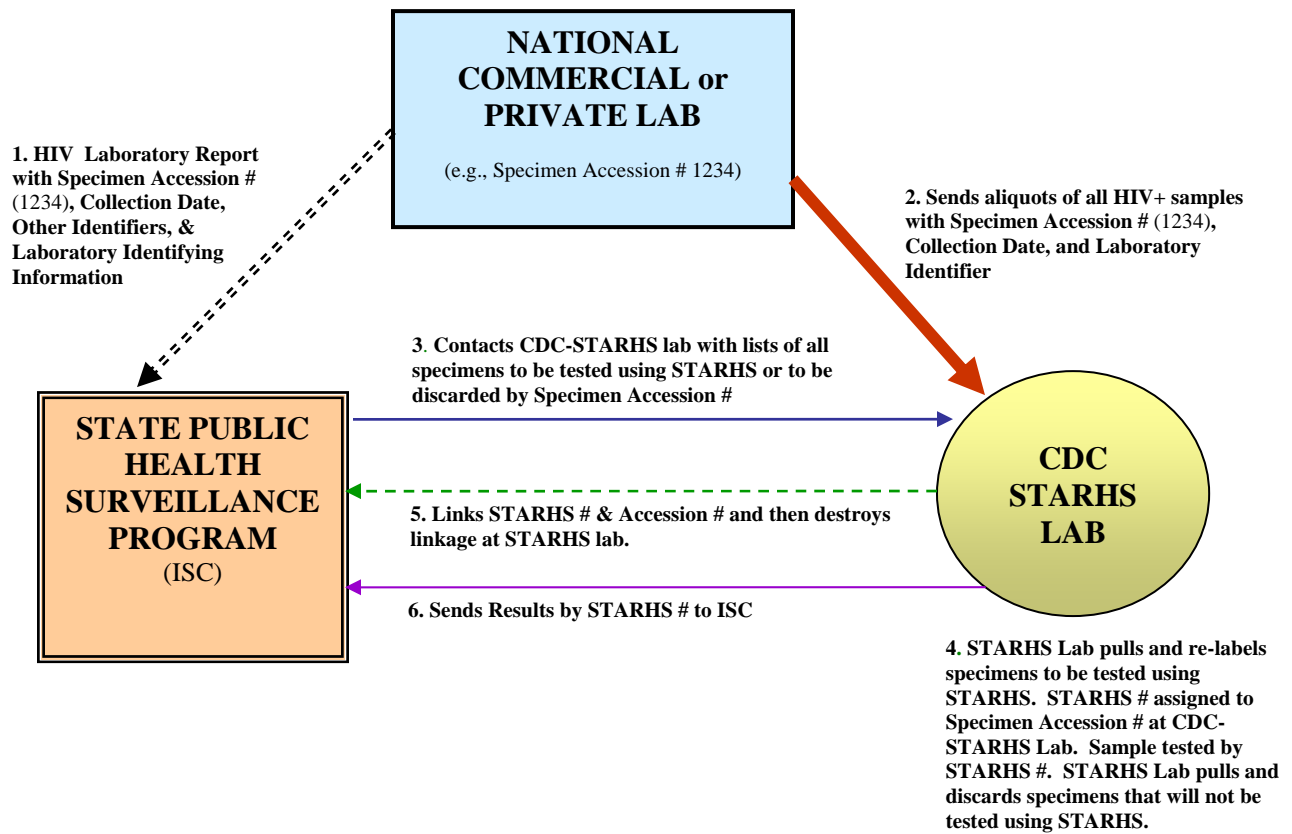 NATIONAL
COMMERCIAL or
PRIVATE LAB
(e.g., Specimen Accession # 1234)
1. HIV  Laboratory Report
with Specimen Accession #
(1234), Collection Date,
Other Identifiers, &
Laboratory Identifying
Information
2. Sends aliquots of all HIV+ samples
with Specimen Accession # (1234),
Collection Date, and Laboratory
Identifier
3. Contacts CDC-STARHS lab with lists of all
specimens to be tested using STARHS or to be
discarded by Specimen Accession #
STATE PUBLIC
HEALTH
SURVEILLANCE
PROGRAM
(ISC)
CDC
STARHS
LAB
5. Links STARHS # & Accession # and then destroys
linkage at STARHS lab.
6. Sends Results by STARHS # to ISC
4. STARHS Lab pulls and re-labels
specimens to be tested using
STARHS.  STARHS # assigned to
Specimen Accession # at CDC-
STARHS Lab.  Sample tested by
STARHS #.  STARHS Lab pulls and
discards specimens that will not be
tested using STARHS.